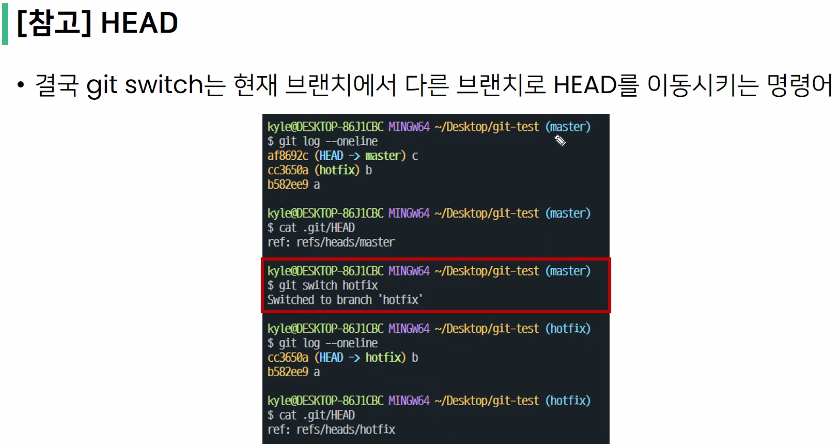 [참고] HEAD
• 결국 git switch는 현재 브랜치에서 다른 브랜치로 HEAD를 이동시키는 명령어
kyle@DESKTOP-86J1CBC MINGW64 ~/Desktop/git-test (master)
$ git log --oneline
af8692c (HEAD -> master) c
cc3650a (hotfix) b
b582ee9 a
kyle@DESKTOP-86J1CBC MINGW64 ~/Desktop/git-test (master)
$ cat .git/HEAD
ref: refs/heads/master
kyle@DESKTOP-86J1CBC MINGW64 ~/Desktop/git-test (master)
$ git switch hotfix
Switched to branch 'hotfix'
kyle@DESKTOP-86J1CBC MINGW64 ~/Desktop/git-test (hotfix)
$ git log --oneline
cc3650a (HEAD -> hotfix) b
b582ee9 a
kyle@DESKTOP-86J1CBC MINGW64 ~/Desktop/git-test (hotfix)
$ cat .git/HEAD
ref: refs/heads/hotfix